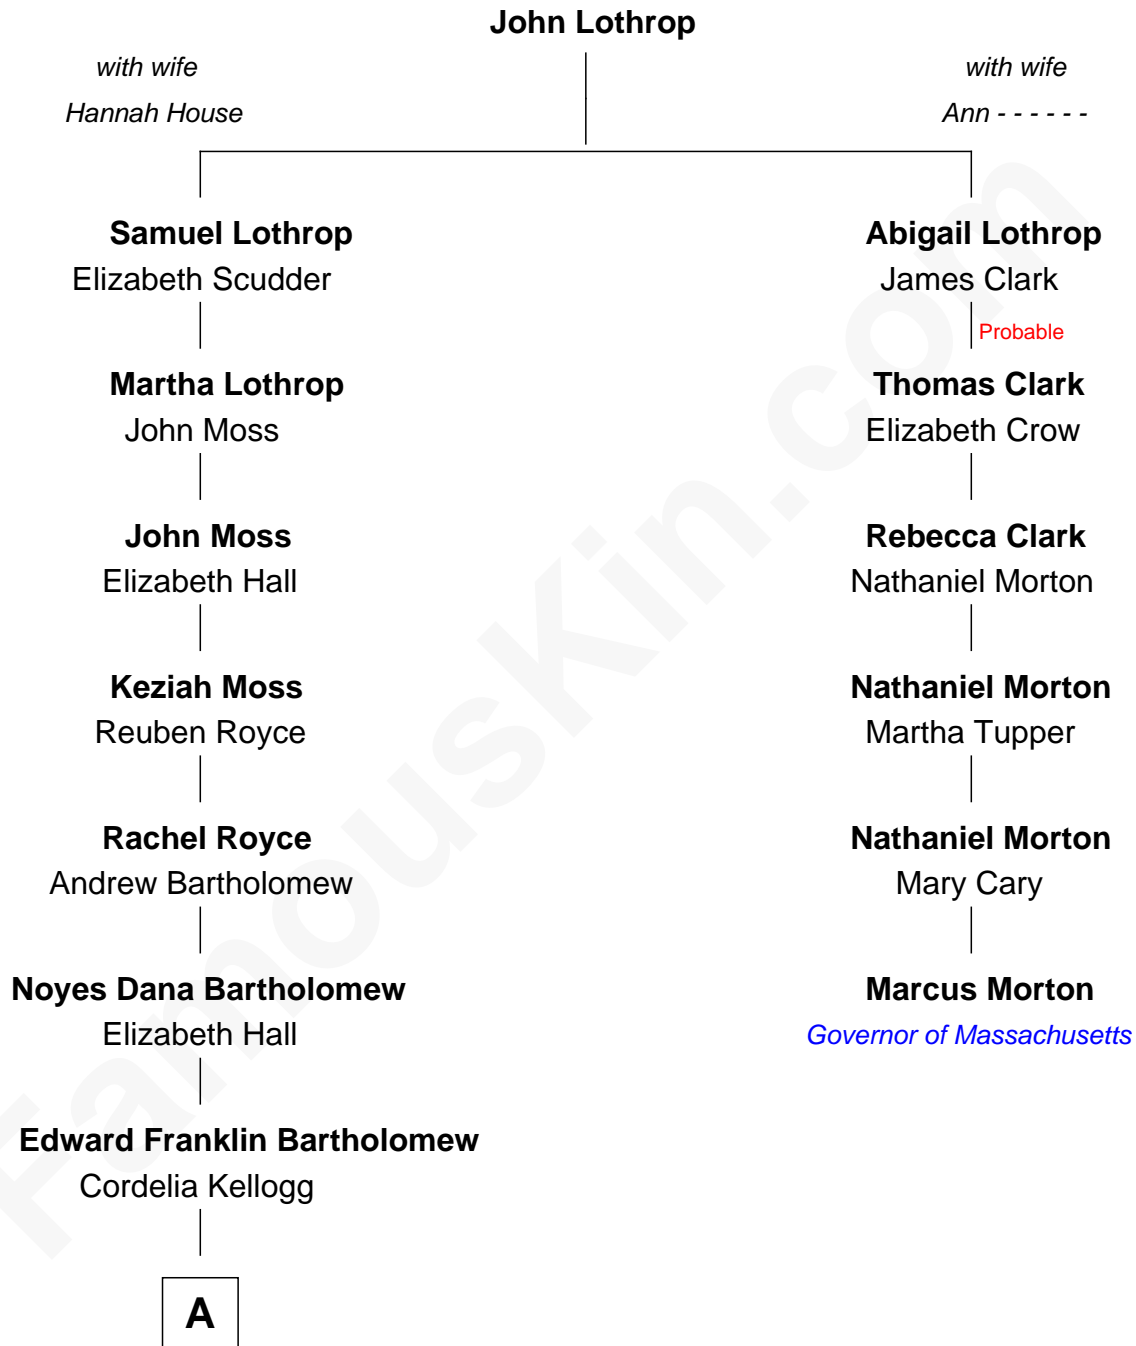 John Lothrop
with wife
Hannah House
with wife
Ann - - - - - -
Samuel Lothrop
Elizabeth Scudder
Abigail Lothrop
James Clark
Probable
Martha Lothrop
John Moss
Thomas Clark
Elizabeth Crow
John Moss
Elizabeth Hall
Rebecca Clark
Nathaniel Morton
Keziah Moss
Reuben Royce
Nathaniel Morton
Martha Tupper
Rachel Royce
Andrew Bartholomew
Nathaniel Morton
Mary Cary
Noyes Dana Bartholomew
Elizabeth Hall
Marcus Morton
Governor of Massachusetts
Edward Franklin Bartholomew
Cordelia Kellogg
A
FamousKin.com